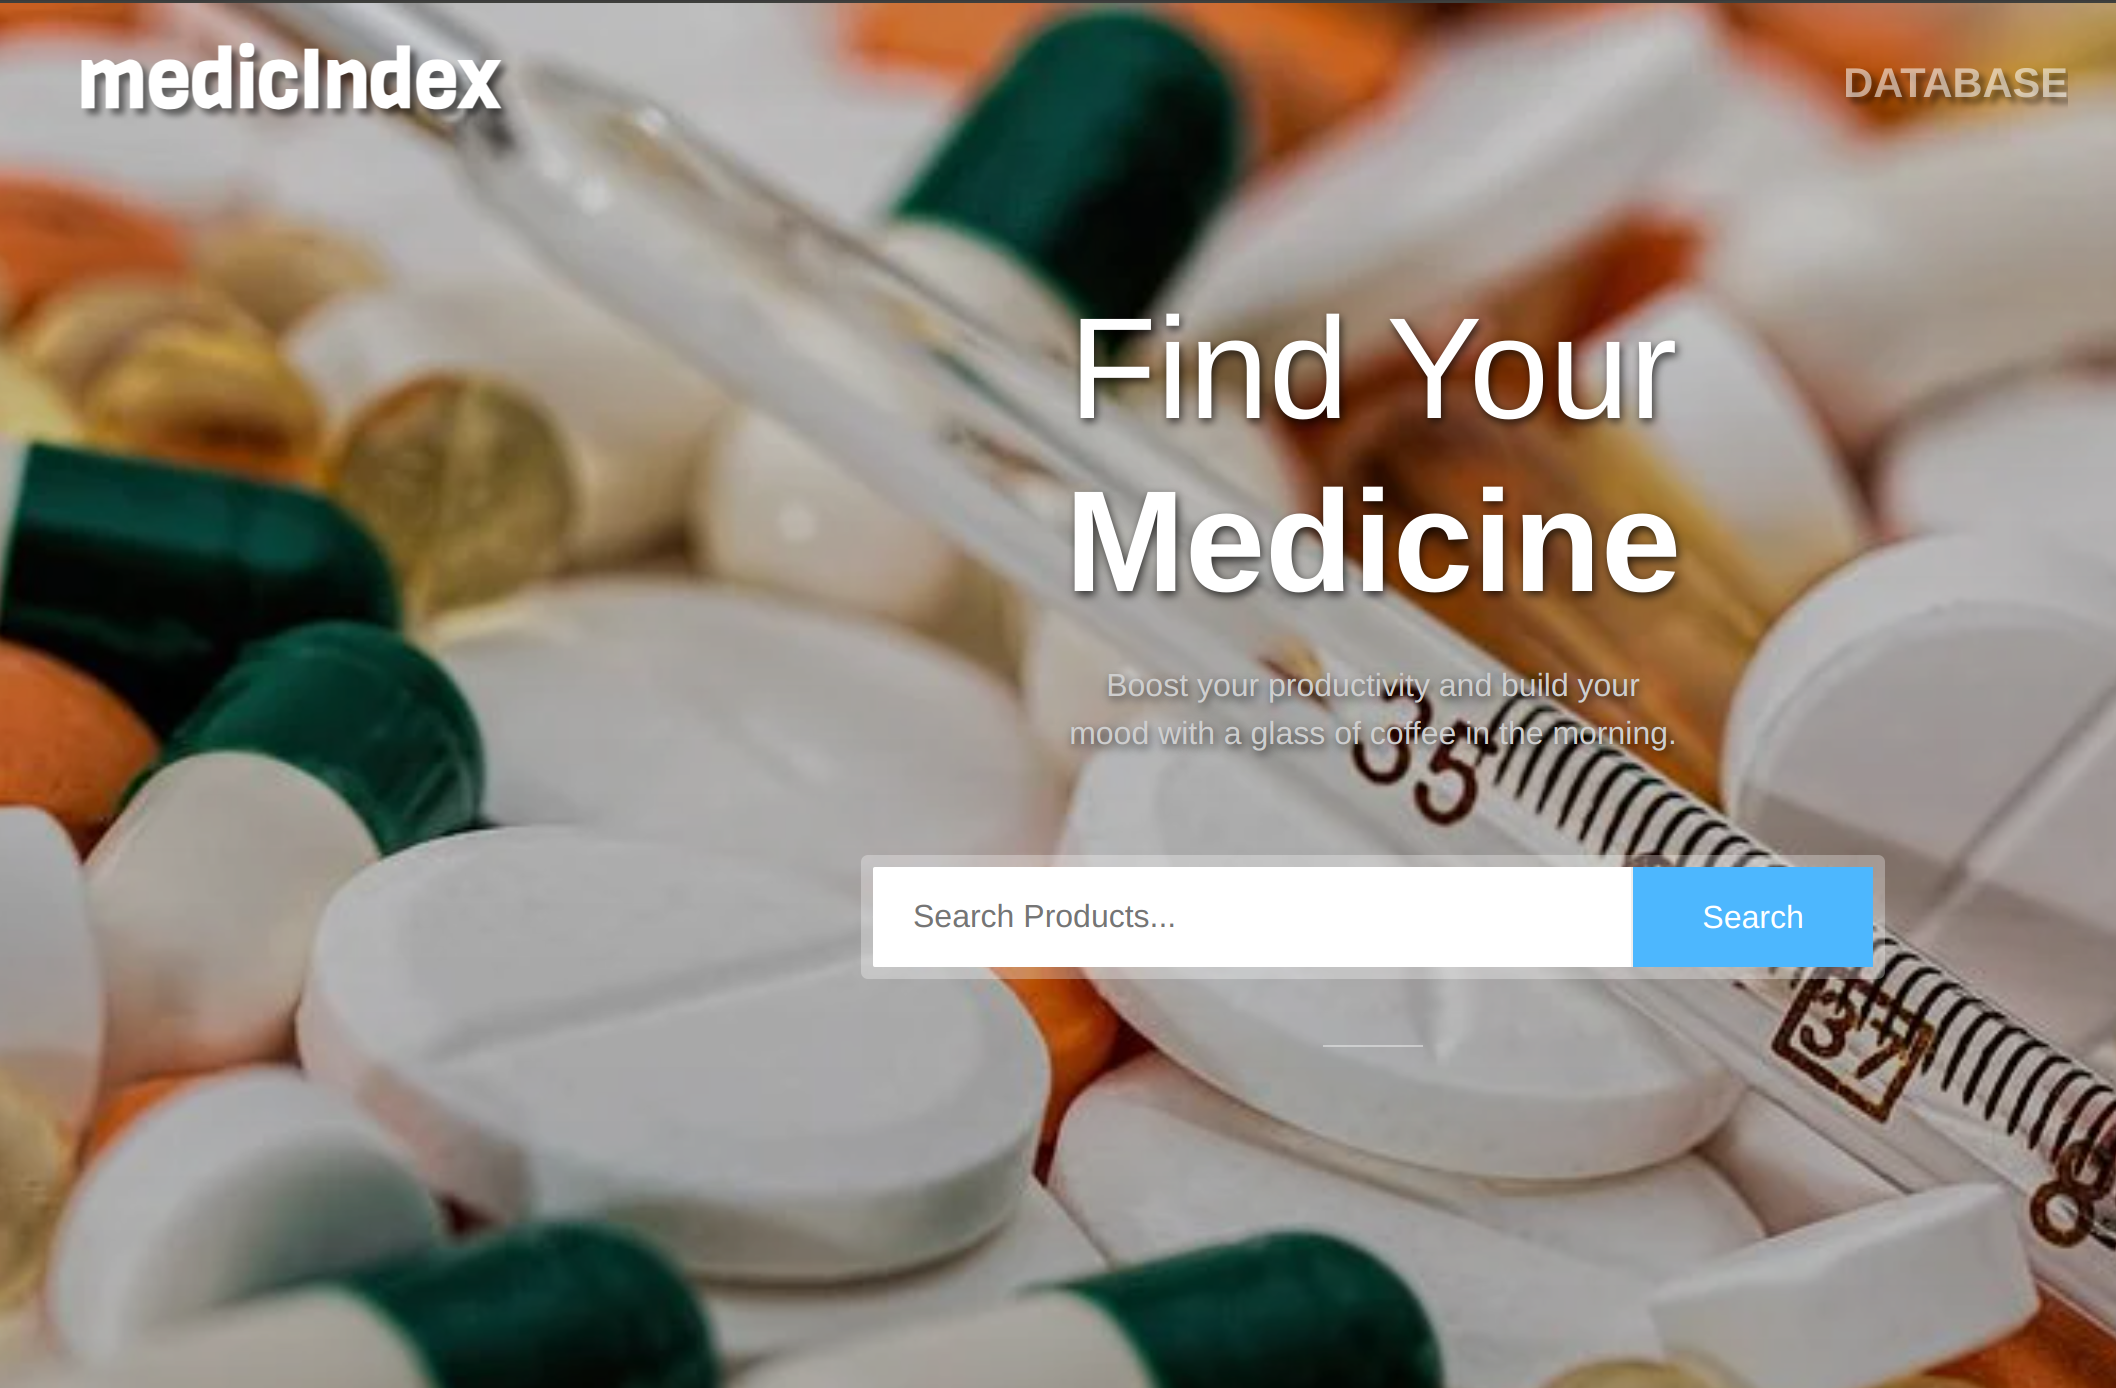 medicIndex
DATABASE
Find Your
Medicine
Boost your productivity and build your
mood with a glass of coffee in the morning.
35
Search Products...
Search
37
8